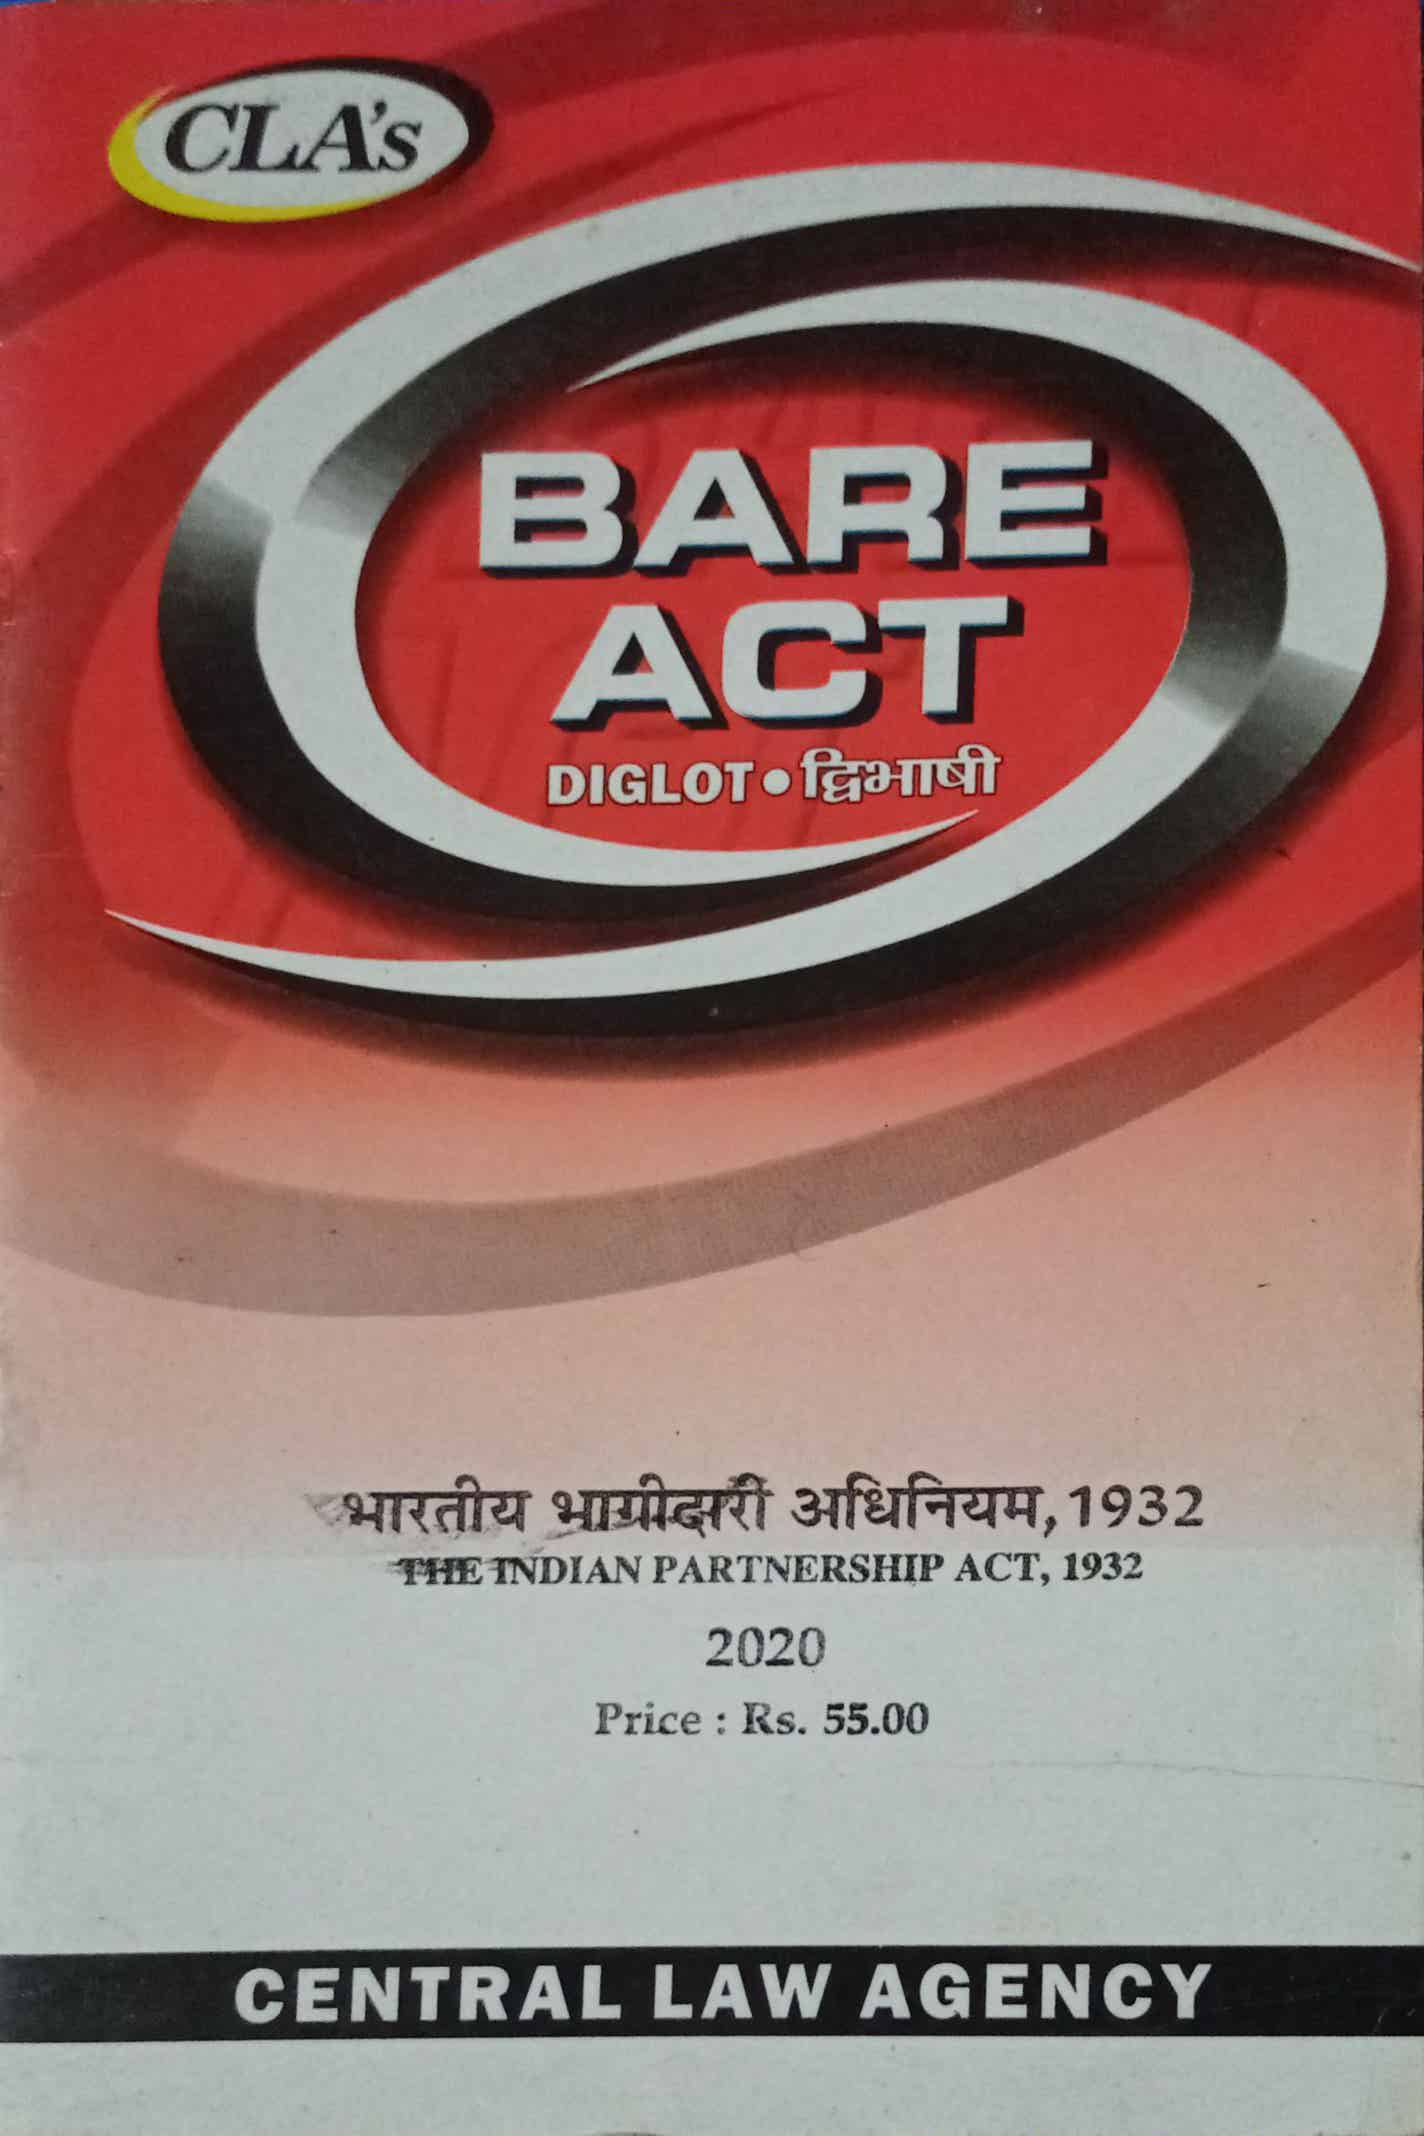 CLA's
BARE
ACT
DIGLOT • द्विभाषी
भारतीय भागीदारी अधिनियम, 1932
THE INDIAN PARTNERSHIP ACT, 1932
2020
Price : Rs. 55.00
CENTRAL LAW AGENCY